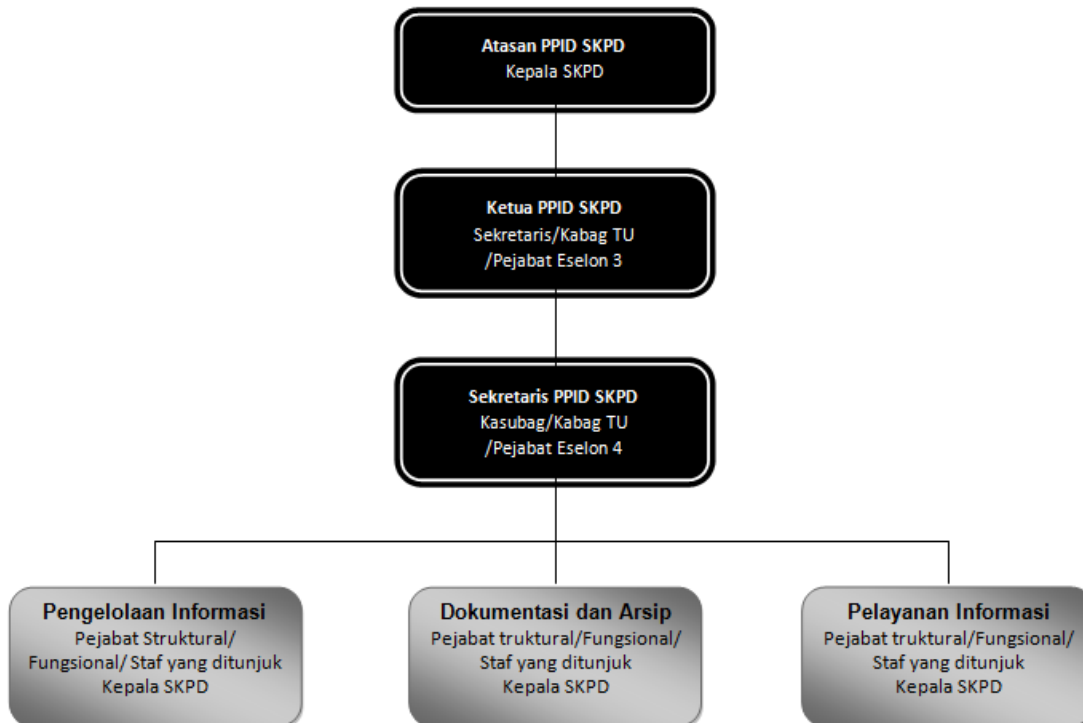 Atasan PPID SKPD
Kepala SKPD
Ketua PPID SKPD
Sekretaris/Kabag TU
/Pejabat Eselon 3
Sekretaris PPID SKPD
Kasubag/Kabag TU
/Pejabat Eselon 4
Pengelolaan Informasi
Pejabat Struktural/
Fungsional/ Staf yang ditunjuk
Kepala SKPD
Dokumentasi dan Arsip
Pejabat truktural/Fungsional/
Staf yang ditunjuk
Kepala SKPD
Pelayanan Informasi
Pejabat truktural/Fungsional/
Staf yang ditunjuk
Kepala SKPD